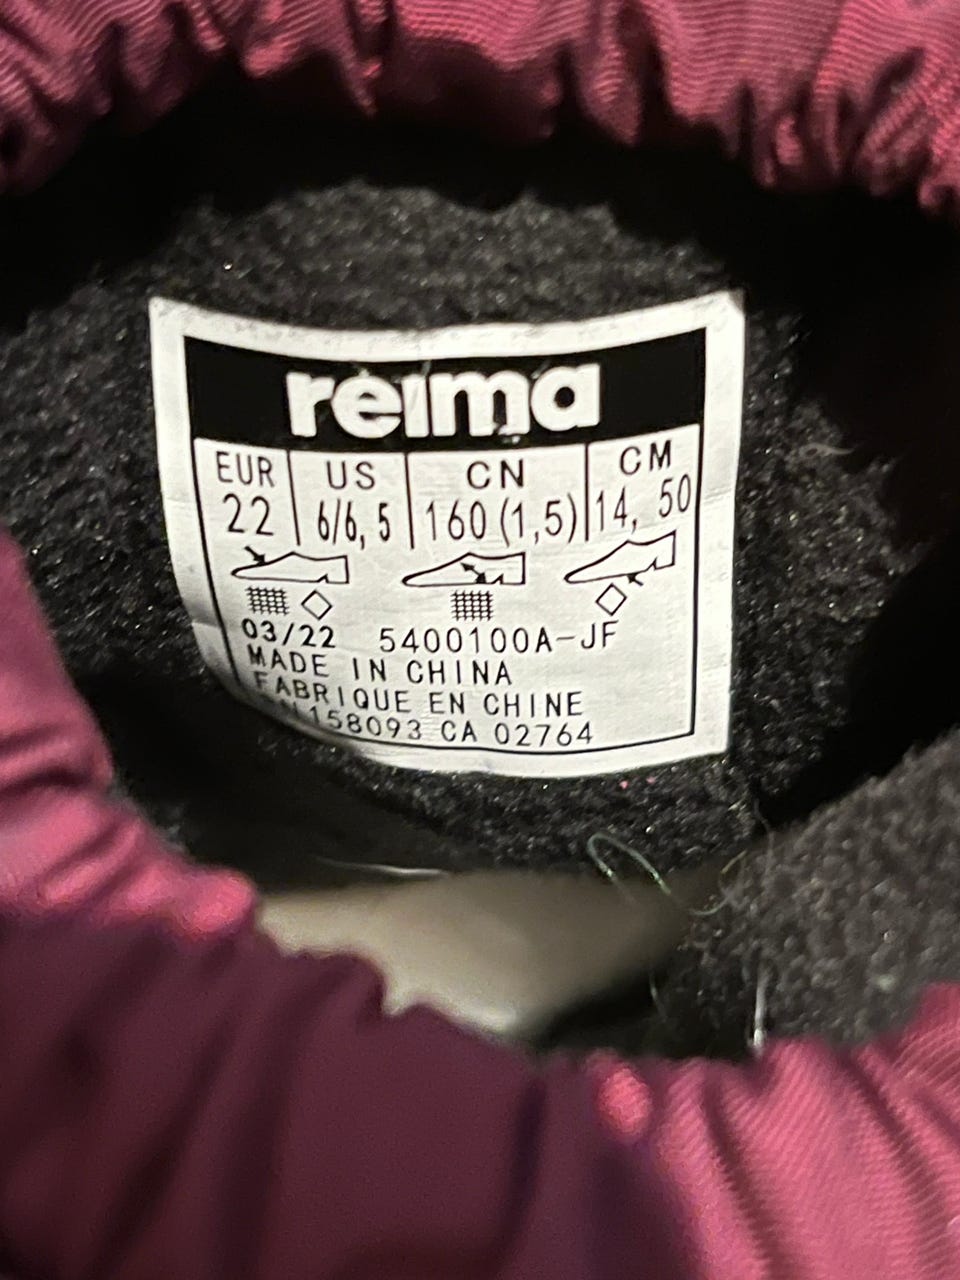 reima
EUR US CN CM
22 6/6,5 160 (1,5) 14, 50
03/22 5400100A-JF
MADE IN CHINA
FABRIQUE EN CHINE
158093 CA 02764